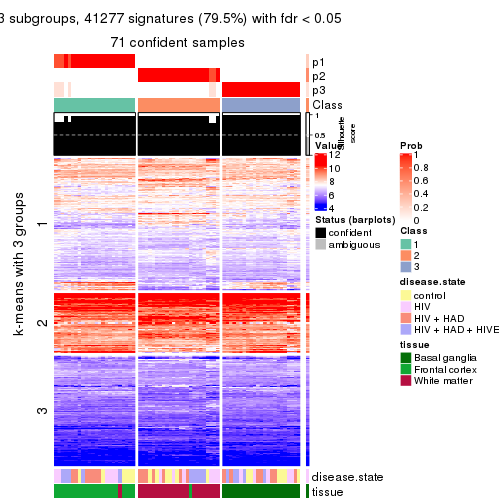 3 subgroups, 41277 signatures (79.5%) with fdr < 0.05
71 confident samples
p1
p2
p3
Class
1
0.5
Silhouette
score
k-means with 3 groups
1
2
3
Value
12
10
8
6
4
Status (barplots)
confident
ambiguous
Prob
1
0.8
0.6
0.4
0.2
0
Class
1
2
3
disease.state
control
HIV
HIV + HAD
HIV + HAD + HIVE
tissue
Basal ganglia
Frontal cortex
White matter
disease.state
tissue